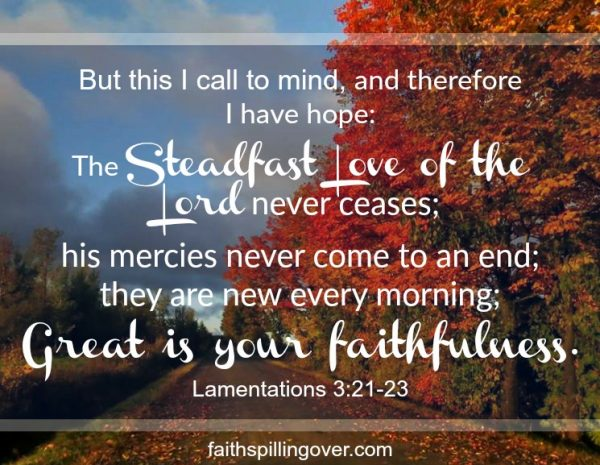 But this I call to mind, and therefore
I have hope:
The Steadfast Love of the
Lord never ceases;
his mercies never come to an end;
they are new every morning;
Great is your faithfulness.
Lamentations 3:21-23
faithspillingover.com